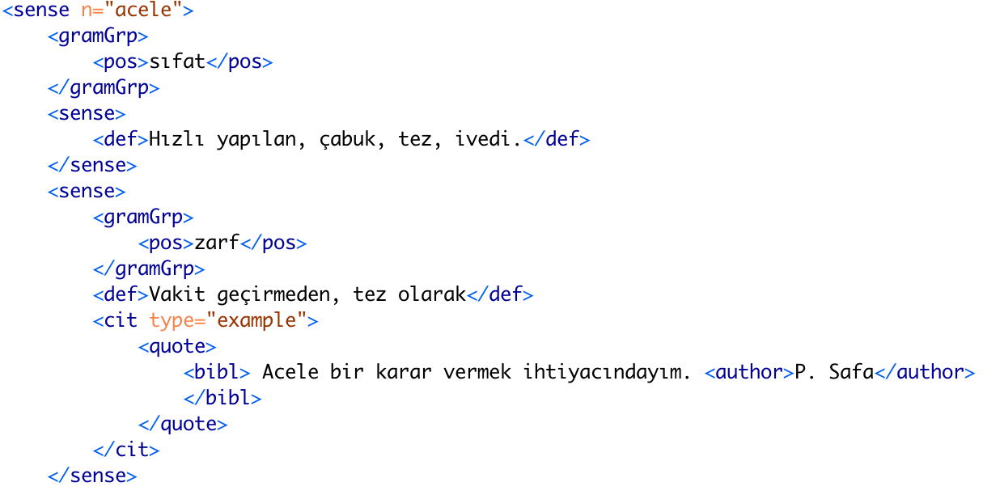 <sense n="acele">
<gramGrp>
<pos>sıfat</pos>
</gramGrp>
<sense>
<def>Hızlı yapılan, çabuk, tez, ivedi.</def>
</sense>
<sense>
<gramGrp>
<pos>zarf</pos>
</gramGrp>
<def>Vakit geçirmeden, tez olarak</def>
<cit type="example">
<quote>
<bibl> Acele bir karar vermek ihtiyacındayım. <author>P. Safa</author>
</bibl>
</quote>
</cit>
</sense>